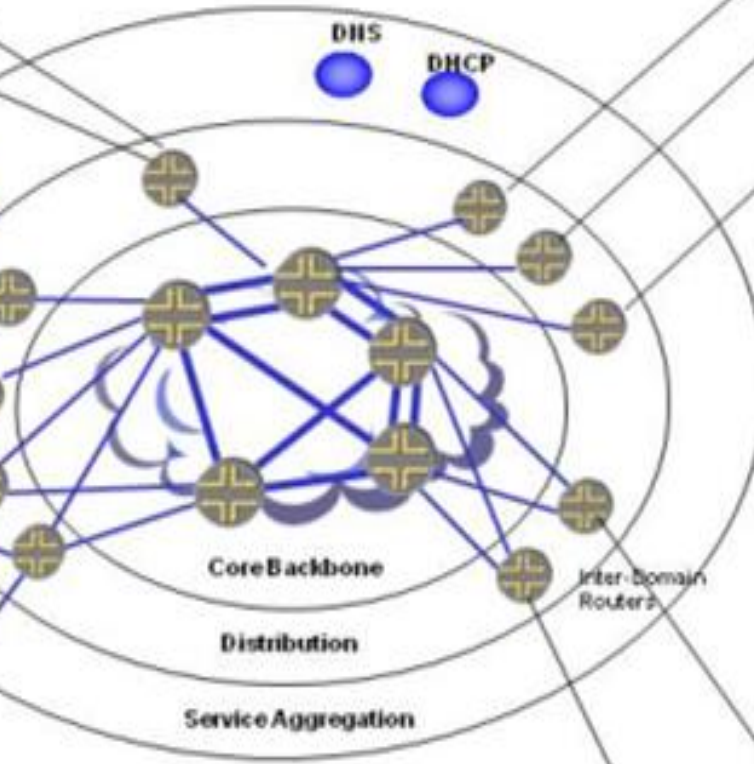 DNS
DHCP
Core Backbone
Inter-Domain
Routers
Distribution
Service Aggregation